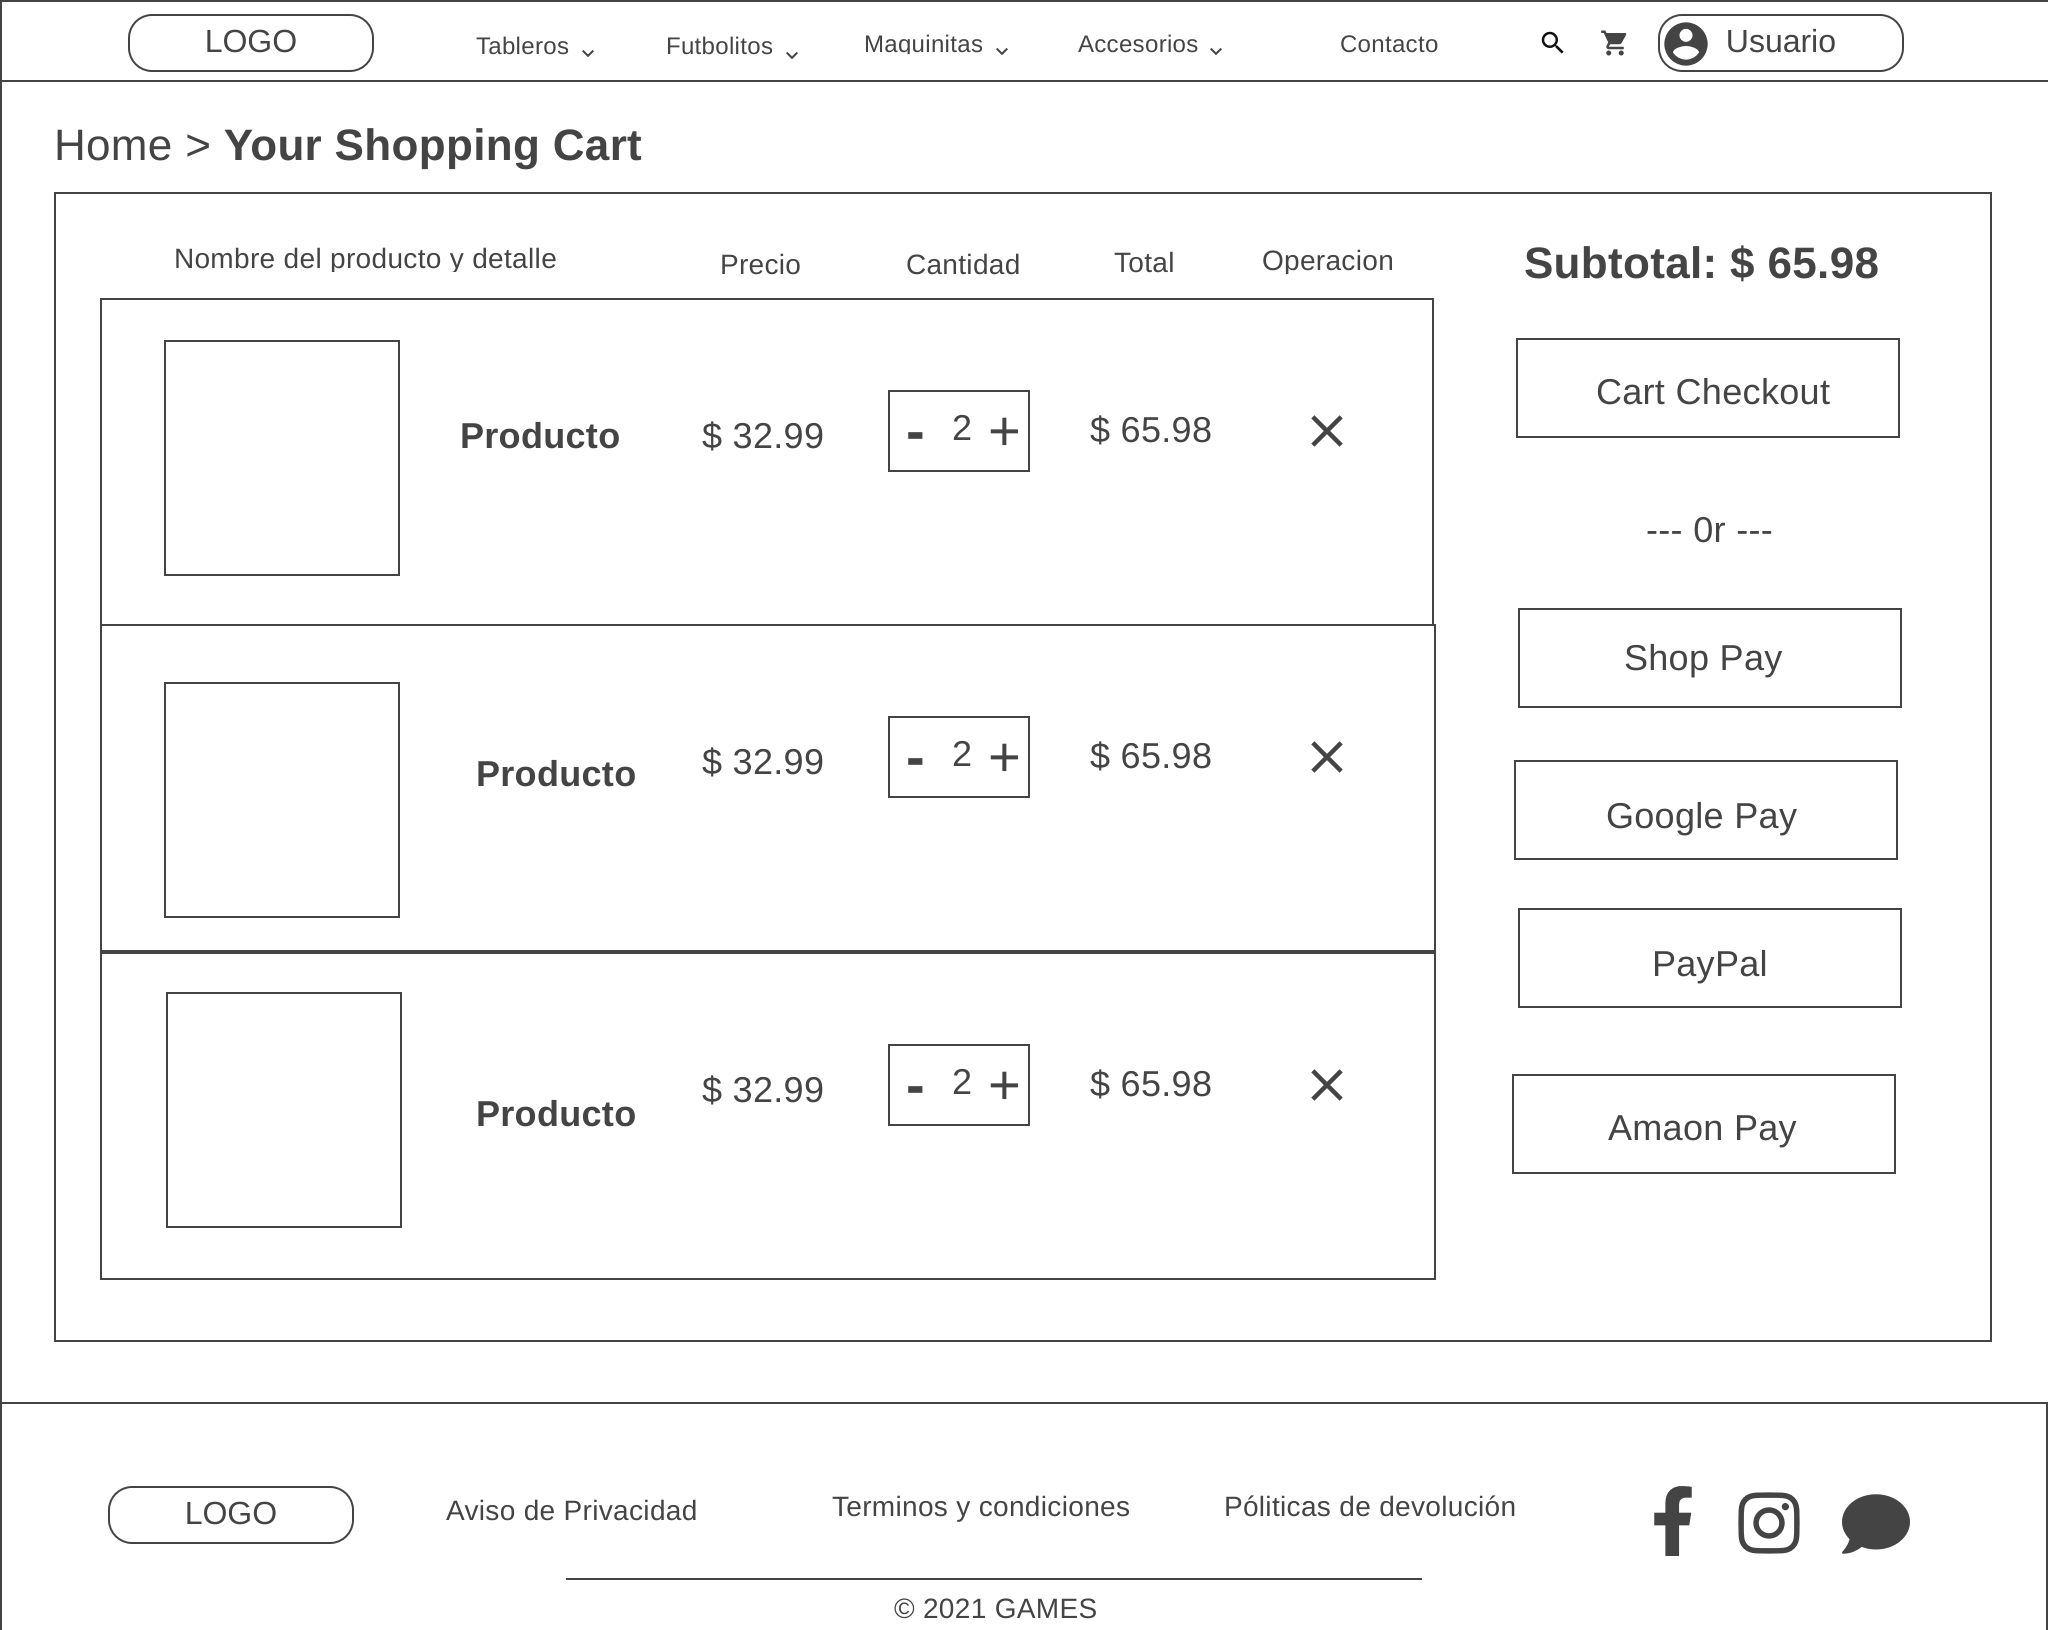 LOGO
Tableros
Futbolitos
Maquinitas
Accesorios
Contacto
Usuario
Home > Your Shopping Cart
Nombre del producto y detalle
Precio
Cantidad
Total
Operacion
Subtotal: $ 65.98
Producto
$ 32.99
- 2 +
$ 65.98
Cart Checkout
--- 0r ---
Shop Pay
Producto
$ 32.99
- 2 +
$ 65.98
Google Pay
PayPal
Producto
$ 32.99
- 2 +
$ 65.98
Amaon Pay
LOGO
Aviso de Privacidad
Terminos y condiciones
Póliticas de devolución
© 2021 GAMES